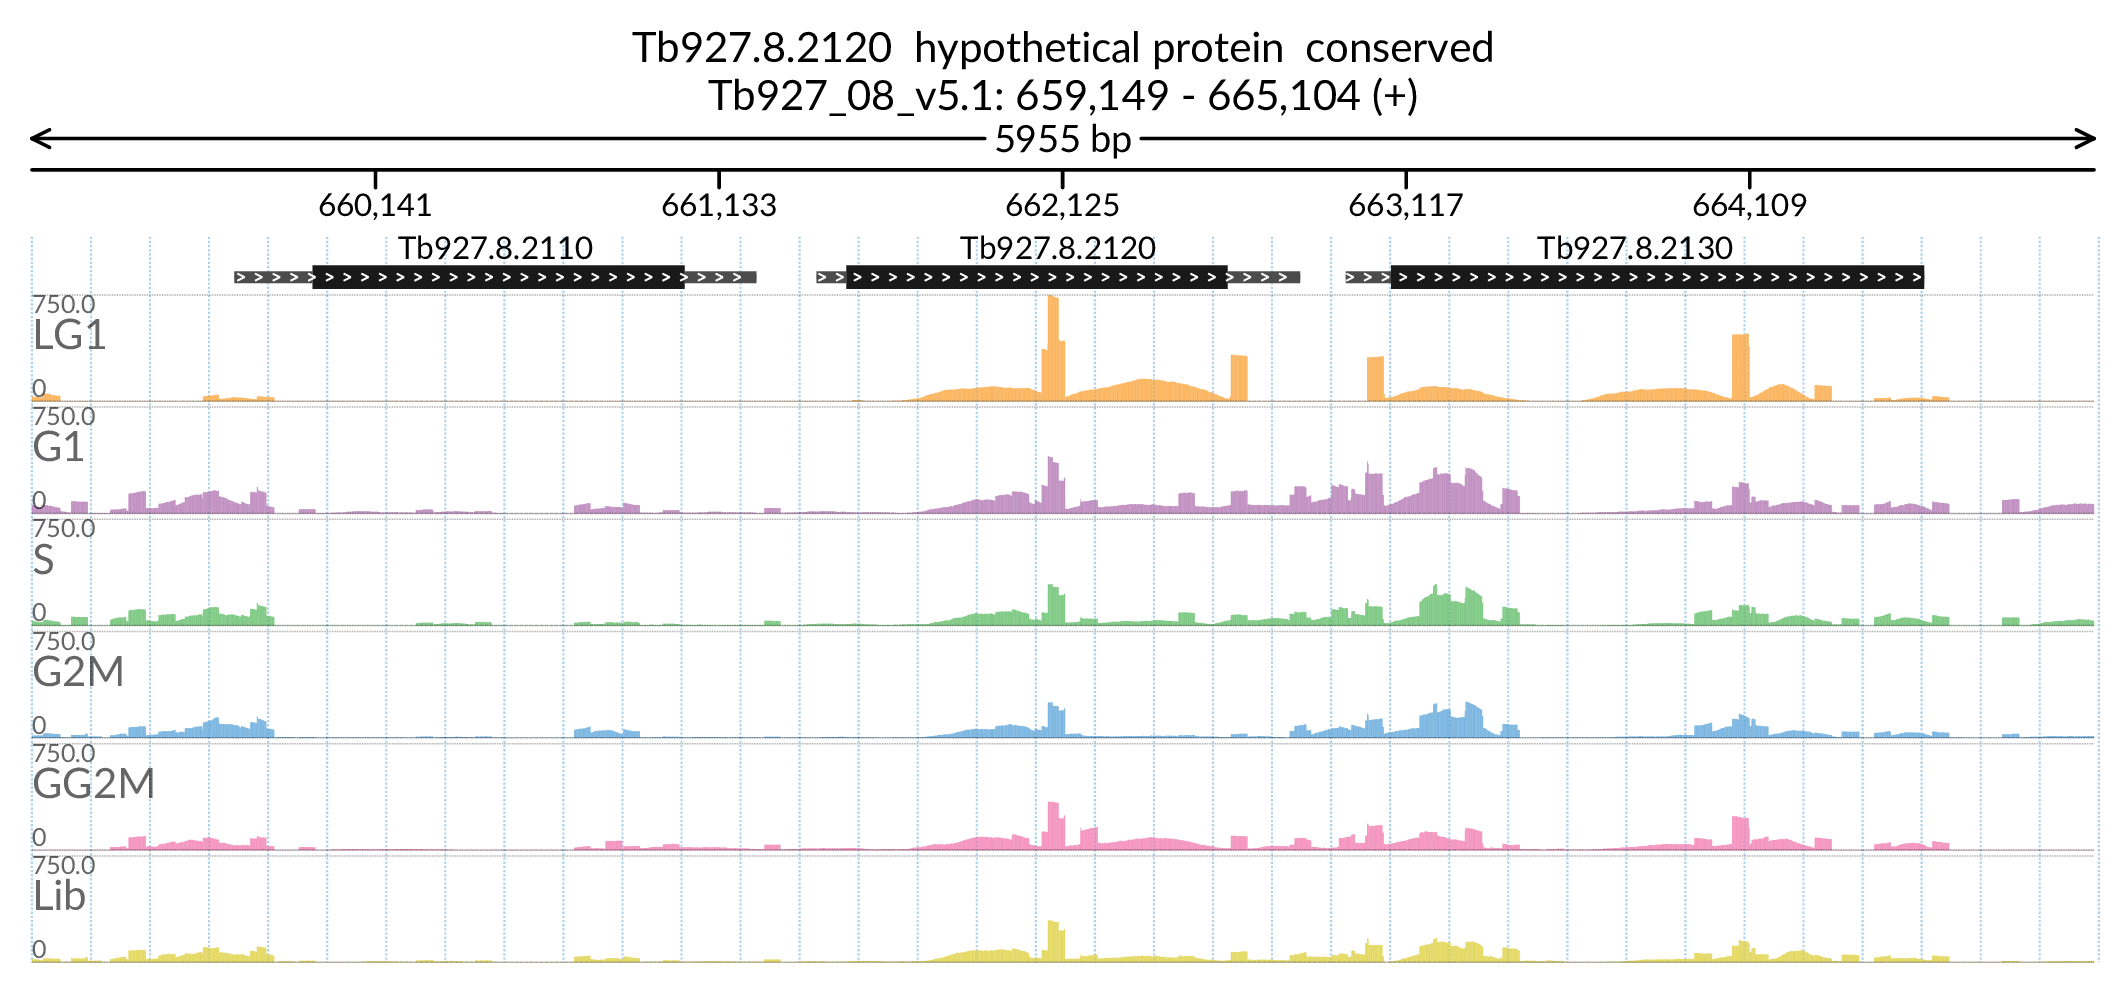 Tb927.8.2120 hypothetical protein conserved
Tb927_08_v5.1: 659,149 - 665,104 (+)
5955 bp
660,141 661,133 662,125 663,117 664,109
Tb927.8.2110 Tb927.8.2120 Tb927.8.2130
750.0
LG1
0
750.0
G1
0
750.0
S
0
750.0
G2M
0
750.0
GG2M
0
750.0
Lib
0